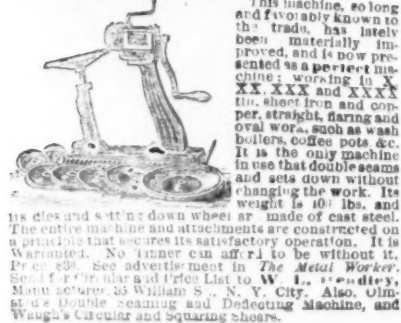 This machine, so long
and favorably known to
the trade, has lately
been materially im-
proved, and is now pre-
sented as a perfect ma-
chine; working in X
XX, XXX and XXXX
tin, sheet iron and cop-
per, straight, flaring and
oval work, such as wash
boilers, coffee pots &c.
It is the only machine
in use that double seams
and sets down without
changing the work. Its
weight is lbs, and
its dies and setting down wheel ar made of cast steel.
The entire machine and attachments are constructed on
a principle that secures its satisfactory operation. It is
Warranted. No Tinner can afford to be without it.
Price See advertisement in The Metal Worker.
Send for Circular and Price List to W. L.
Manufacturer, William S., N. Y. City. Also, Olm-
sted's Double Seaming and Deflecting Machine, and
Waugh's Circular and Squaring Shears.